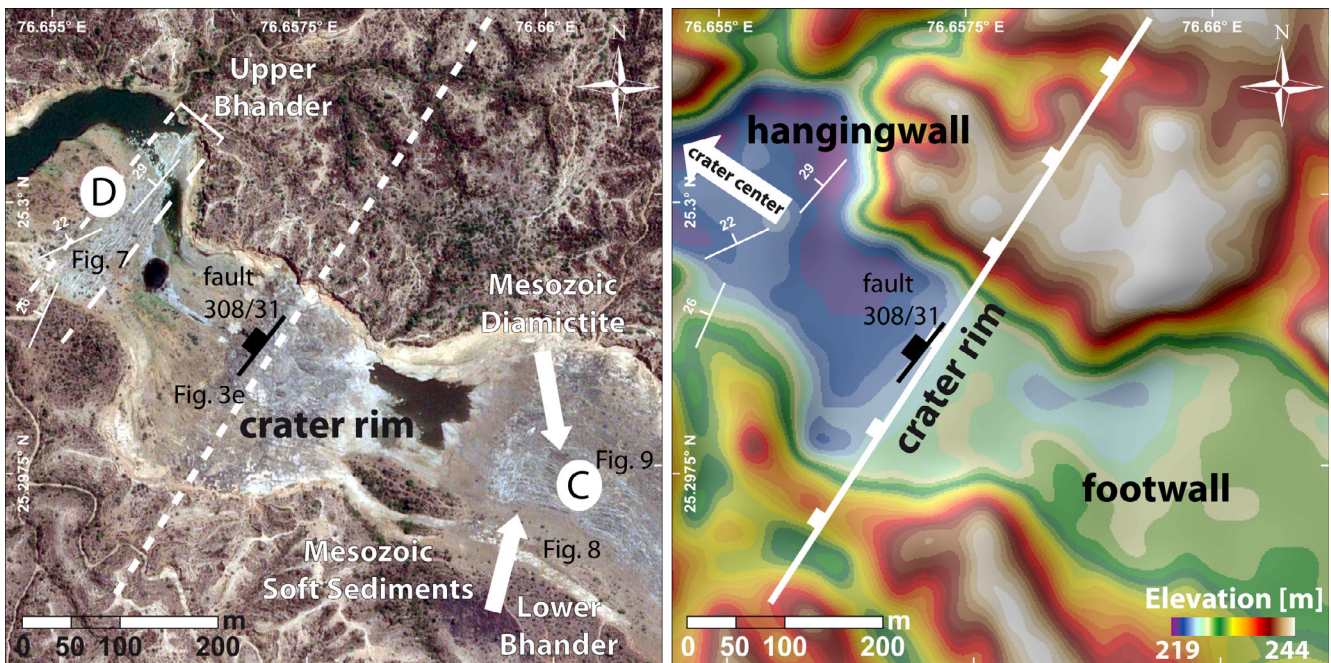 76.655° E
76.6575° E
76.66° E
N
Upper
Bhander
25.3° N
D
29
22
Fig. 7
26
fault
308/31
Mesozoic
Diamictite
Fig. 3e
crater rim
25.2975° N
Fig. 9
C
Fig. 8
Mesozoic
Soft Sediments
Lower
Bhander
m
0 50 100 200
76.655° E
76.6575° E
76.66° E
N
hangingwall
crater center
25.3° N
29
22
26
fault
308/31
crater rim
25.2975° N
footwall
Elevation [m]
219 244
m
0 50 100 200